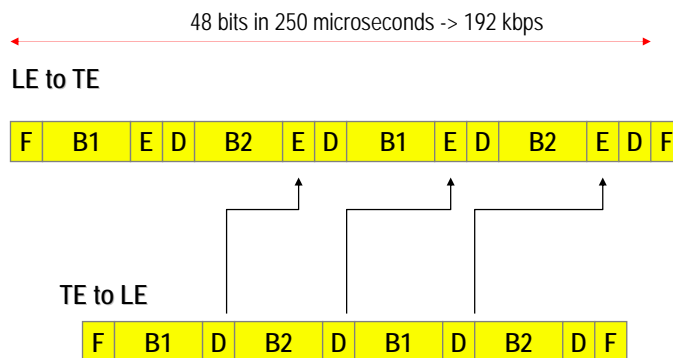 48 bits in 250 microseconds -> 192 kbps
LE to TE
F B1 E D B2 E D B1 E D B2 E D F
TE to LE
F B1 D B2 D B1 D B2 D F